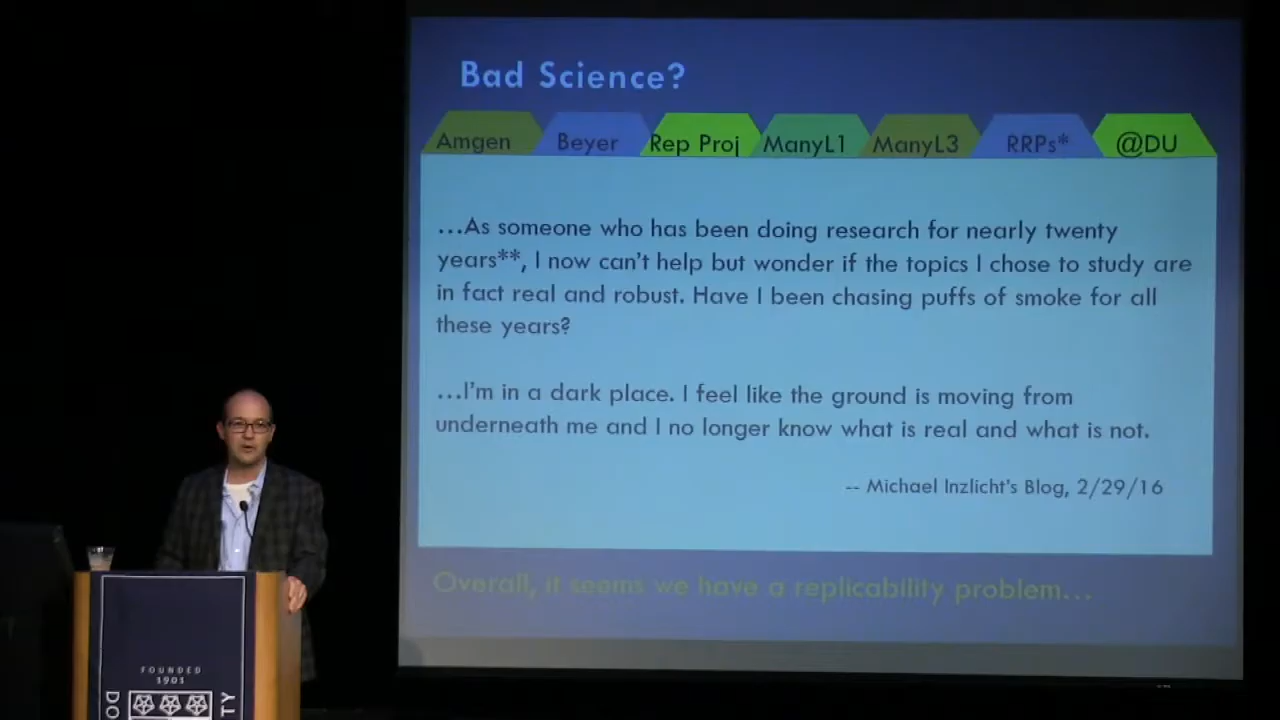 Bad Science?
Amgen Beyer Rep Proj ManyL1 ManyL3 RRPs* @DU
...As someone who has been doing research for nearly twenty
years**, I now can't help but wonder if the topics I chose to study are
in fact real and robust. Have I been chasing puffs of smoke for all
these years?
...I'm in a dark place. I feel like the ground is moving from
underneath me and I no longer know what is real and what is not.
-- Michael Inzlicht's Blog, 2/29/16
Overall, it seems we have a replicability problem...
FOUNDED
1901
DO
TY